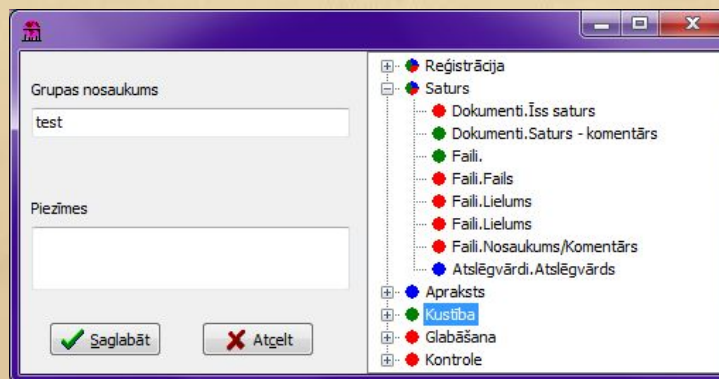 Grupas nosaukums
test
Piezīmes
Saglabāt
Atcelt
Reģistrācija
Saturs
Dokumenti.Īss saturs
Dokumenti.Saturs - komentārs
Faili.
Faili.Fails
Faili.Lielums
Faili.Lielums
Faili.Nosaukums/Komentārs
Atslēgvārdi.Atslēgvārds
Apraksts
Kustība
Glabāšana
Kontrole